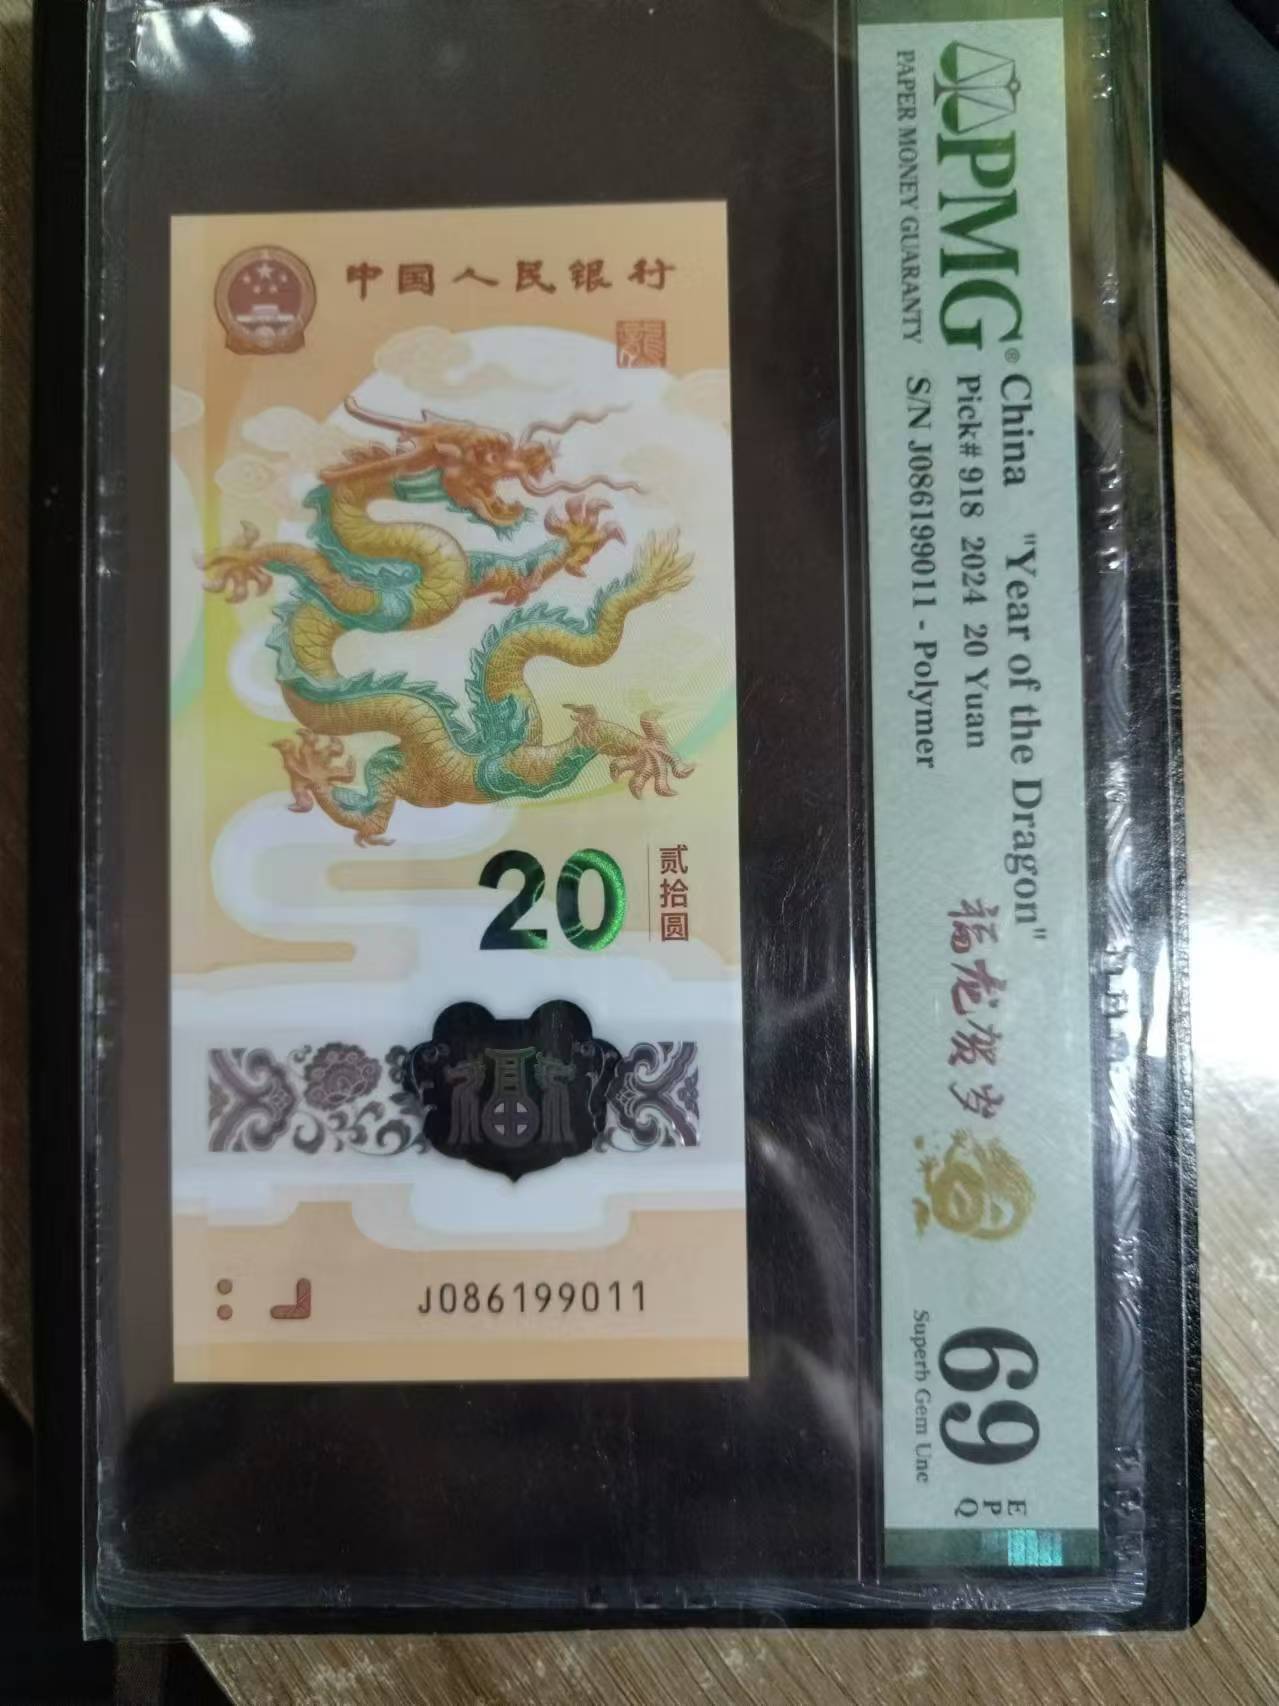 中国人民银行
龍
20
贰拾圆
J086199011
PMG®
PAPER MONEY GUARANTY
China "Year of the Dragon"
Pick# 918 2024 20 Yuan
S/N J086199011 - Polymer
福龙贺岁
69
EPQ
Superb Gem Unc